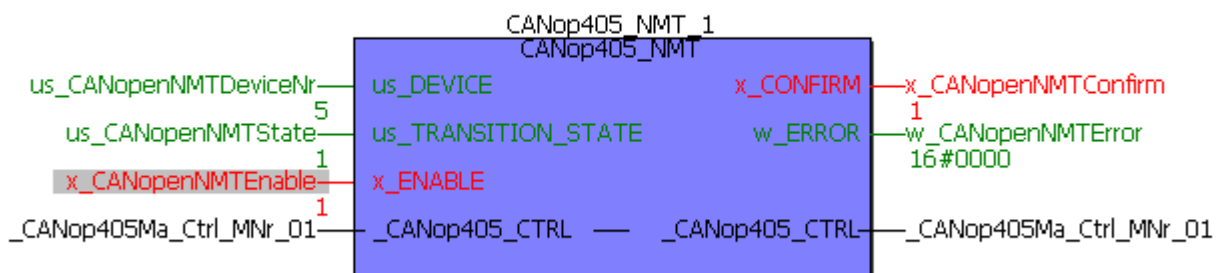 CANop405_NMT_1
CANop405_NMT
us_CANopenNMTDeviceNr us_DEVICE x_CONFIRM x_CANopenNMTConfirm
5 1
us_CANopenNMTState us_TRANSITION_STATE w_ERROR w_CANopenNMTError
1 16#0000
x_CANopenNMTEnable x_ENABLE
1
_CANop405Ma_Ctrl_MNr_01 _CANop405_CTRL _CANop405_CTRL _CANop405Ma_Ctrl_MNr_01